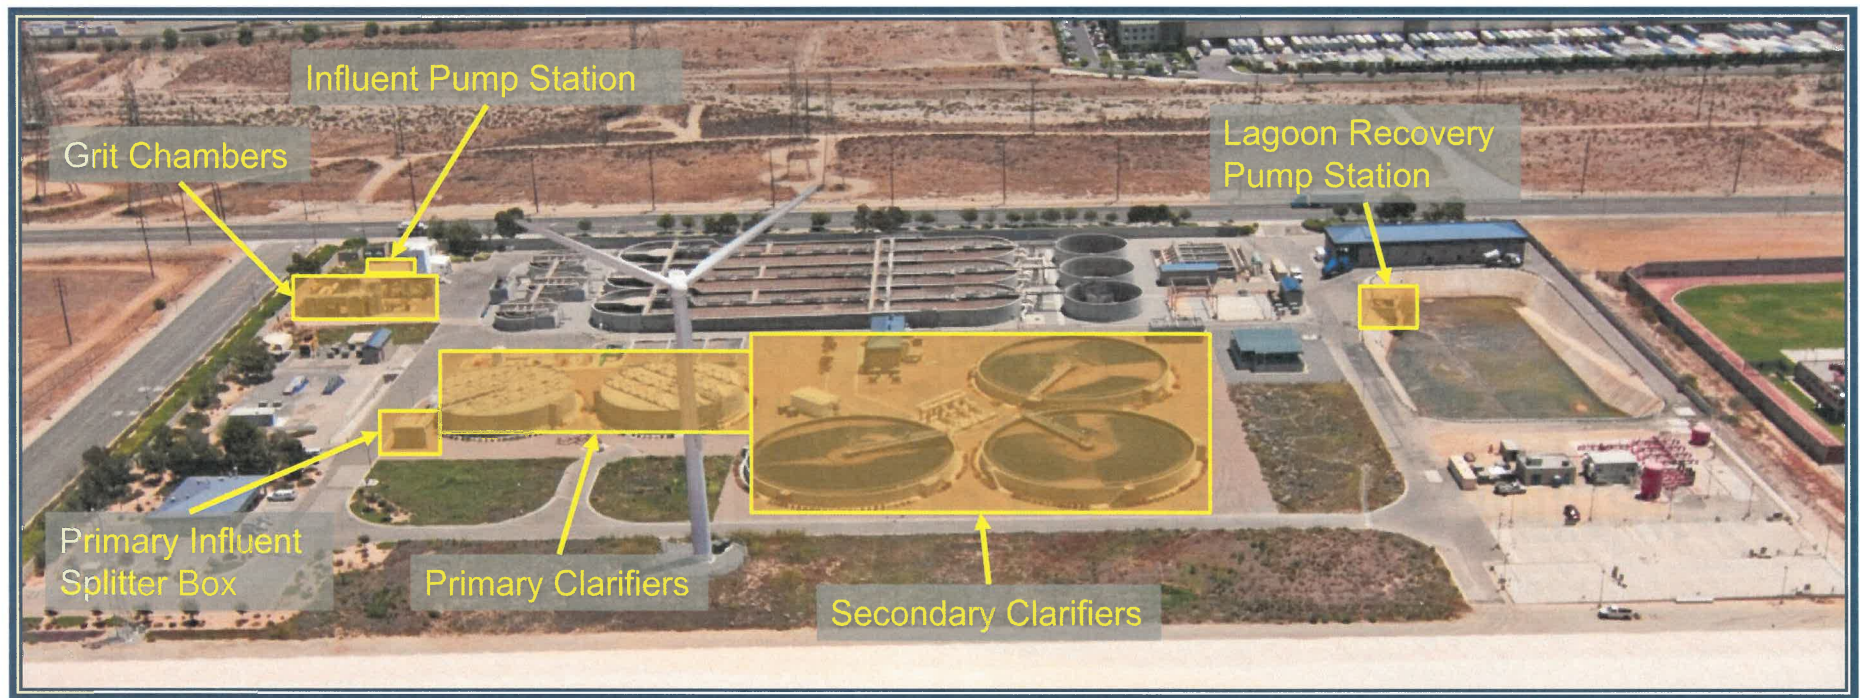 Influent Pump Station
Grit Chambers
Lagoon Recovery
Pump Station
Primary Influent
Splitter Box
Primary Clarifiers
Secondary Clarifiers